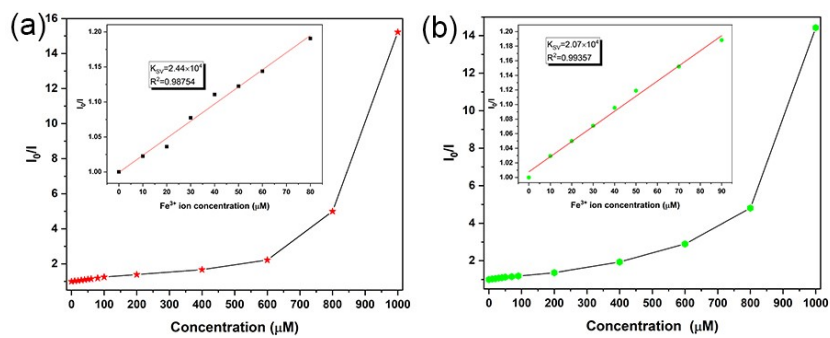 (a)
16
14
12
10
8
6
4
2
0
I₀/I
0 100 200 300 400 500 600 700 800 900 1000
Concentration (μM)
1.20
1.15
1.10
1.05
1.00
I₀/I
K_SV=2.44×10⁴
R²=0.98754
0 10 20 30 40 50 60 70 80
Fe³⁺ ion concentration (μM)
(b)
14
12
10
8
6
4
2
I₀/I
0 100 200 300 400 500 600 700 800 900 1000
Concentration (μM)
1.20
1.18
1.16
1.14
1.12
1.10
1.08
1.06
1.04
1.02
1.00
I₀/I
K_SV=2.07×10⁴
R²=0.99357
0 10 20 30 40 50 60 70 80 90
Fe³⁺ ion concentration (μM)